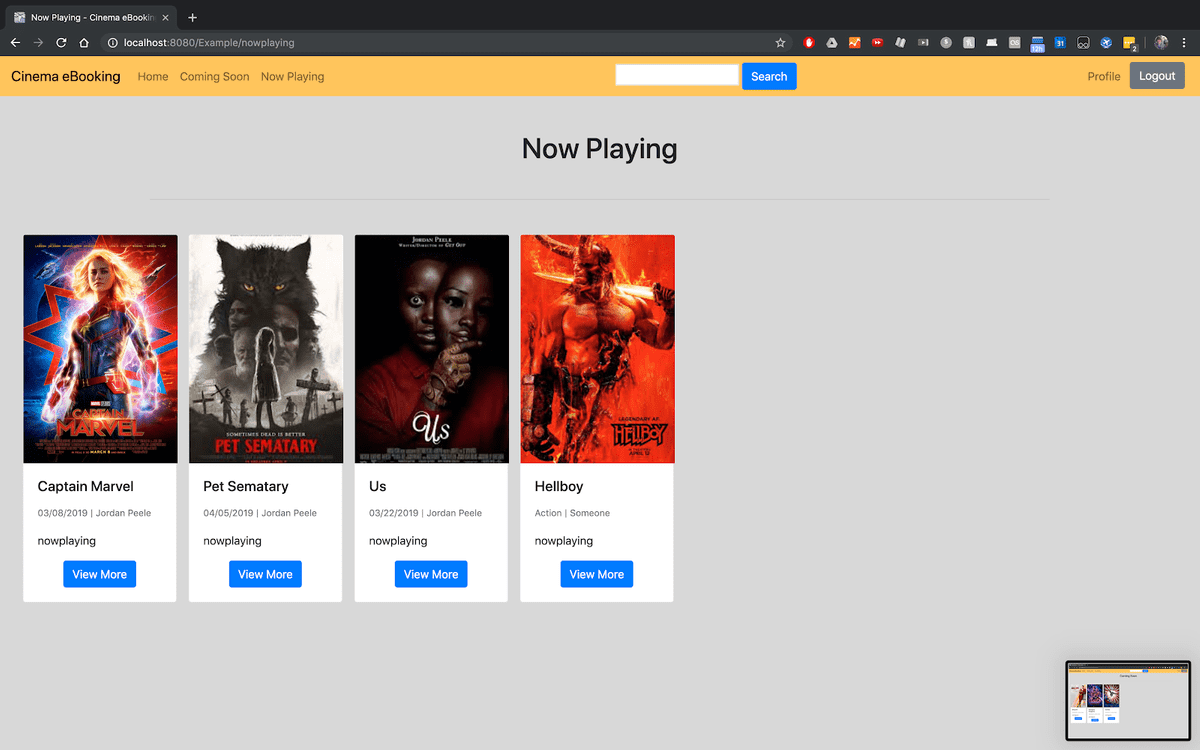 Now Playing - Cinema eBookin
localhost:8080/Example/nowplaying
Cinema eBooking
Home
Coming Soon
Now Playing
Search
Profile
Logout
Now Playing
CAPTAIN
MARVEL
SOMETIMES DEAD IS BETTER
PET SEMATARY
JORDAN PEELE
WRITER/DIRECTOR OF GET OUT
Us
LEGENDARY AF.
HELLBOY
APRIL 12
Captain Marvel
03/08/2019 | Jordan Peele
nowplaying
View More
Pet Sematary
04/05/2019 | Jordan Peele
nowplaying
View More
Us
03/22/2019 | Jordan Peele
nowplaying
View More
Hellboy
Action | Someone
nowplaying
View More
Coming Soon